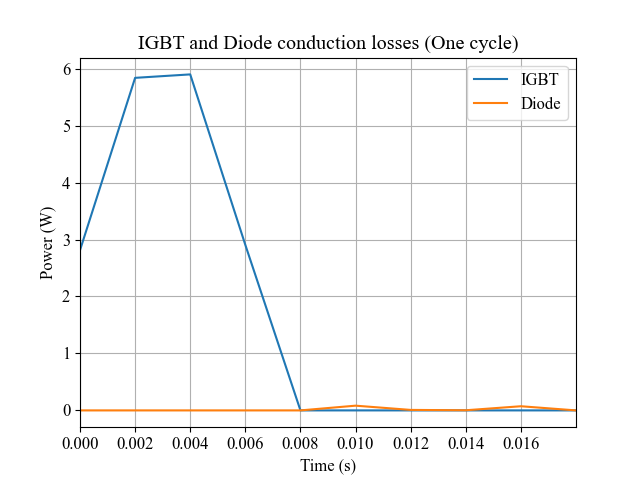 IGBT and Diode conduction losses (One cycle)
IGBT
Diode
6
5
4
3
2
1
0
Power (W)
0.000 0.002 0.004 0.006 0.008 0.010 0.012 0.014 0.016
Time (s)